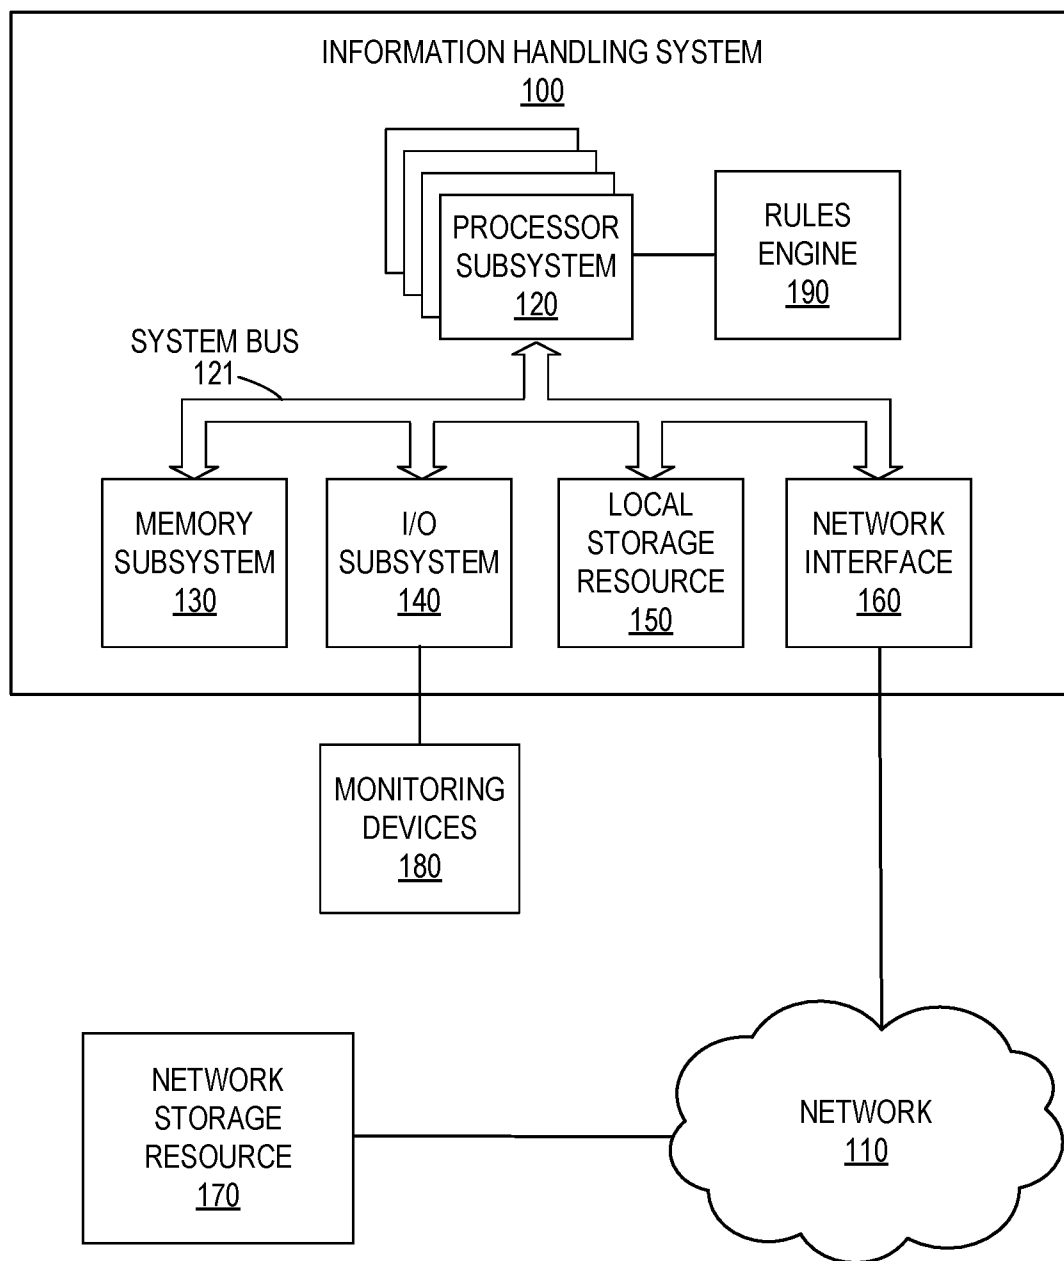 INFORMATION HANDLING SYSTEM
100
PROCESSOR
SUBSYSTEM
120
RULES
ENGINE
190
SYSTEM BUS
121
MEMORY
SUBSYSTEM
130
I/O
SUBSYSTEM
140
LOCAL
STORAGE
RESOURCE
150
NETWORK
INTERFACE
160
MONITORING
DEVICES
180
NETWORK
STORAGE
RESOURCE
170
NETWORK
110